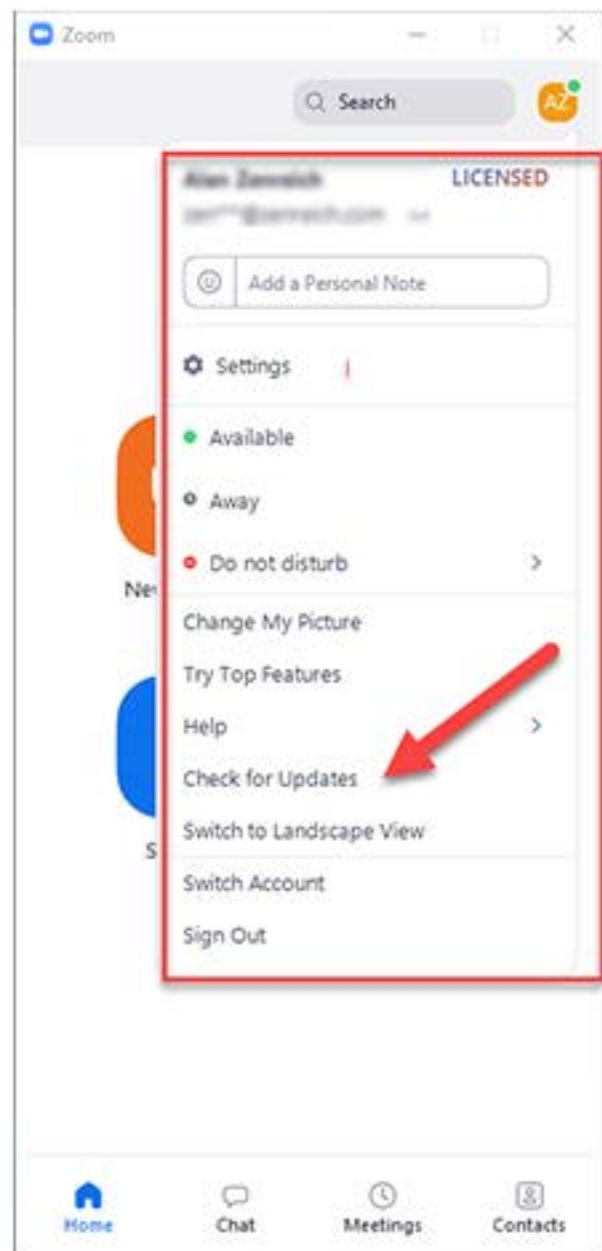 Zoom
Search
AZ
LICENSED
Add a Personal Note
Settings
Available
Away
Do not disturb
Change My Picture
Try Top Features
Help
Check for Updates
Switch to Landscape View
Switch Account
Sign Out
Home
Chat
Meetings
Contacts